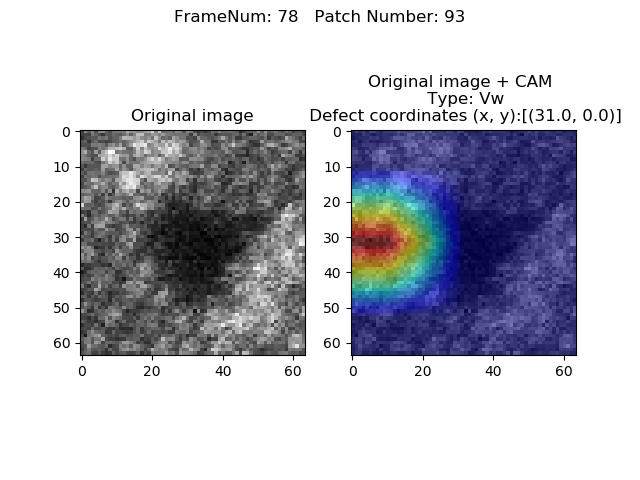 FrameNum: 78   Patch Number: 93
Original image
Original image + CAM
Type: Vw
Defect coordinates (x, y):[(31.0, 0.0)]
0
10
20
30
40
50
60
0 20 40 60
0
10
20
30
40
50
60
0 20 40 60